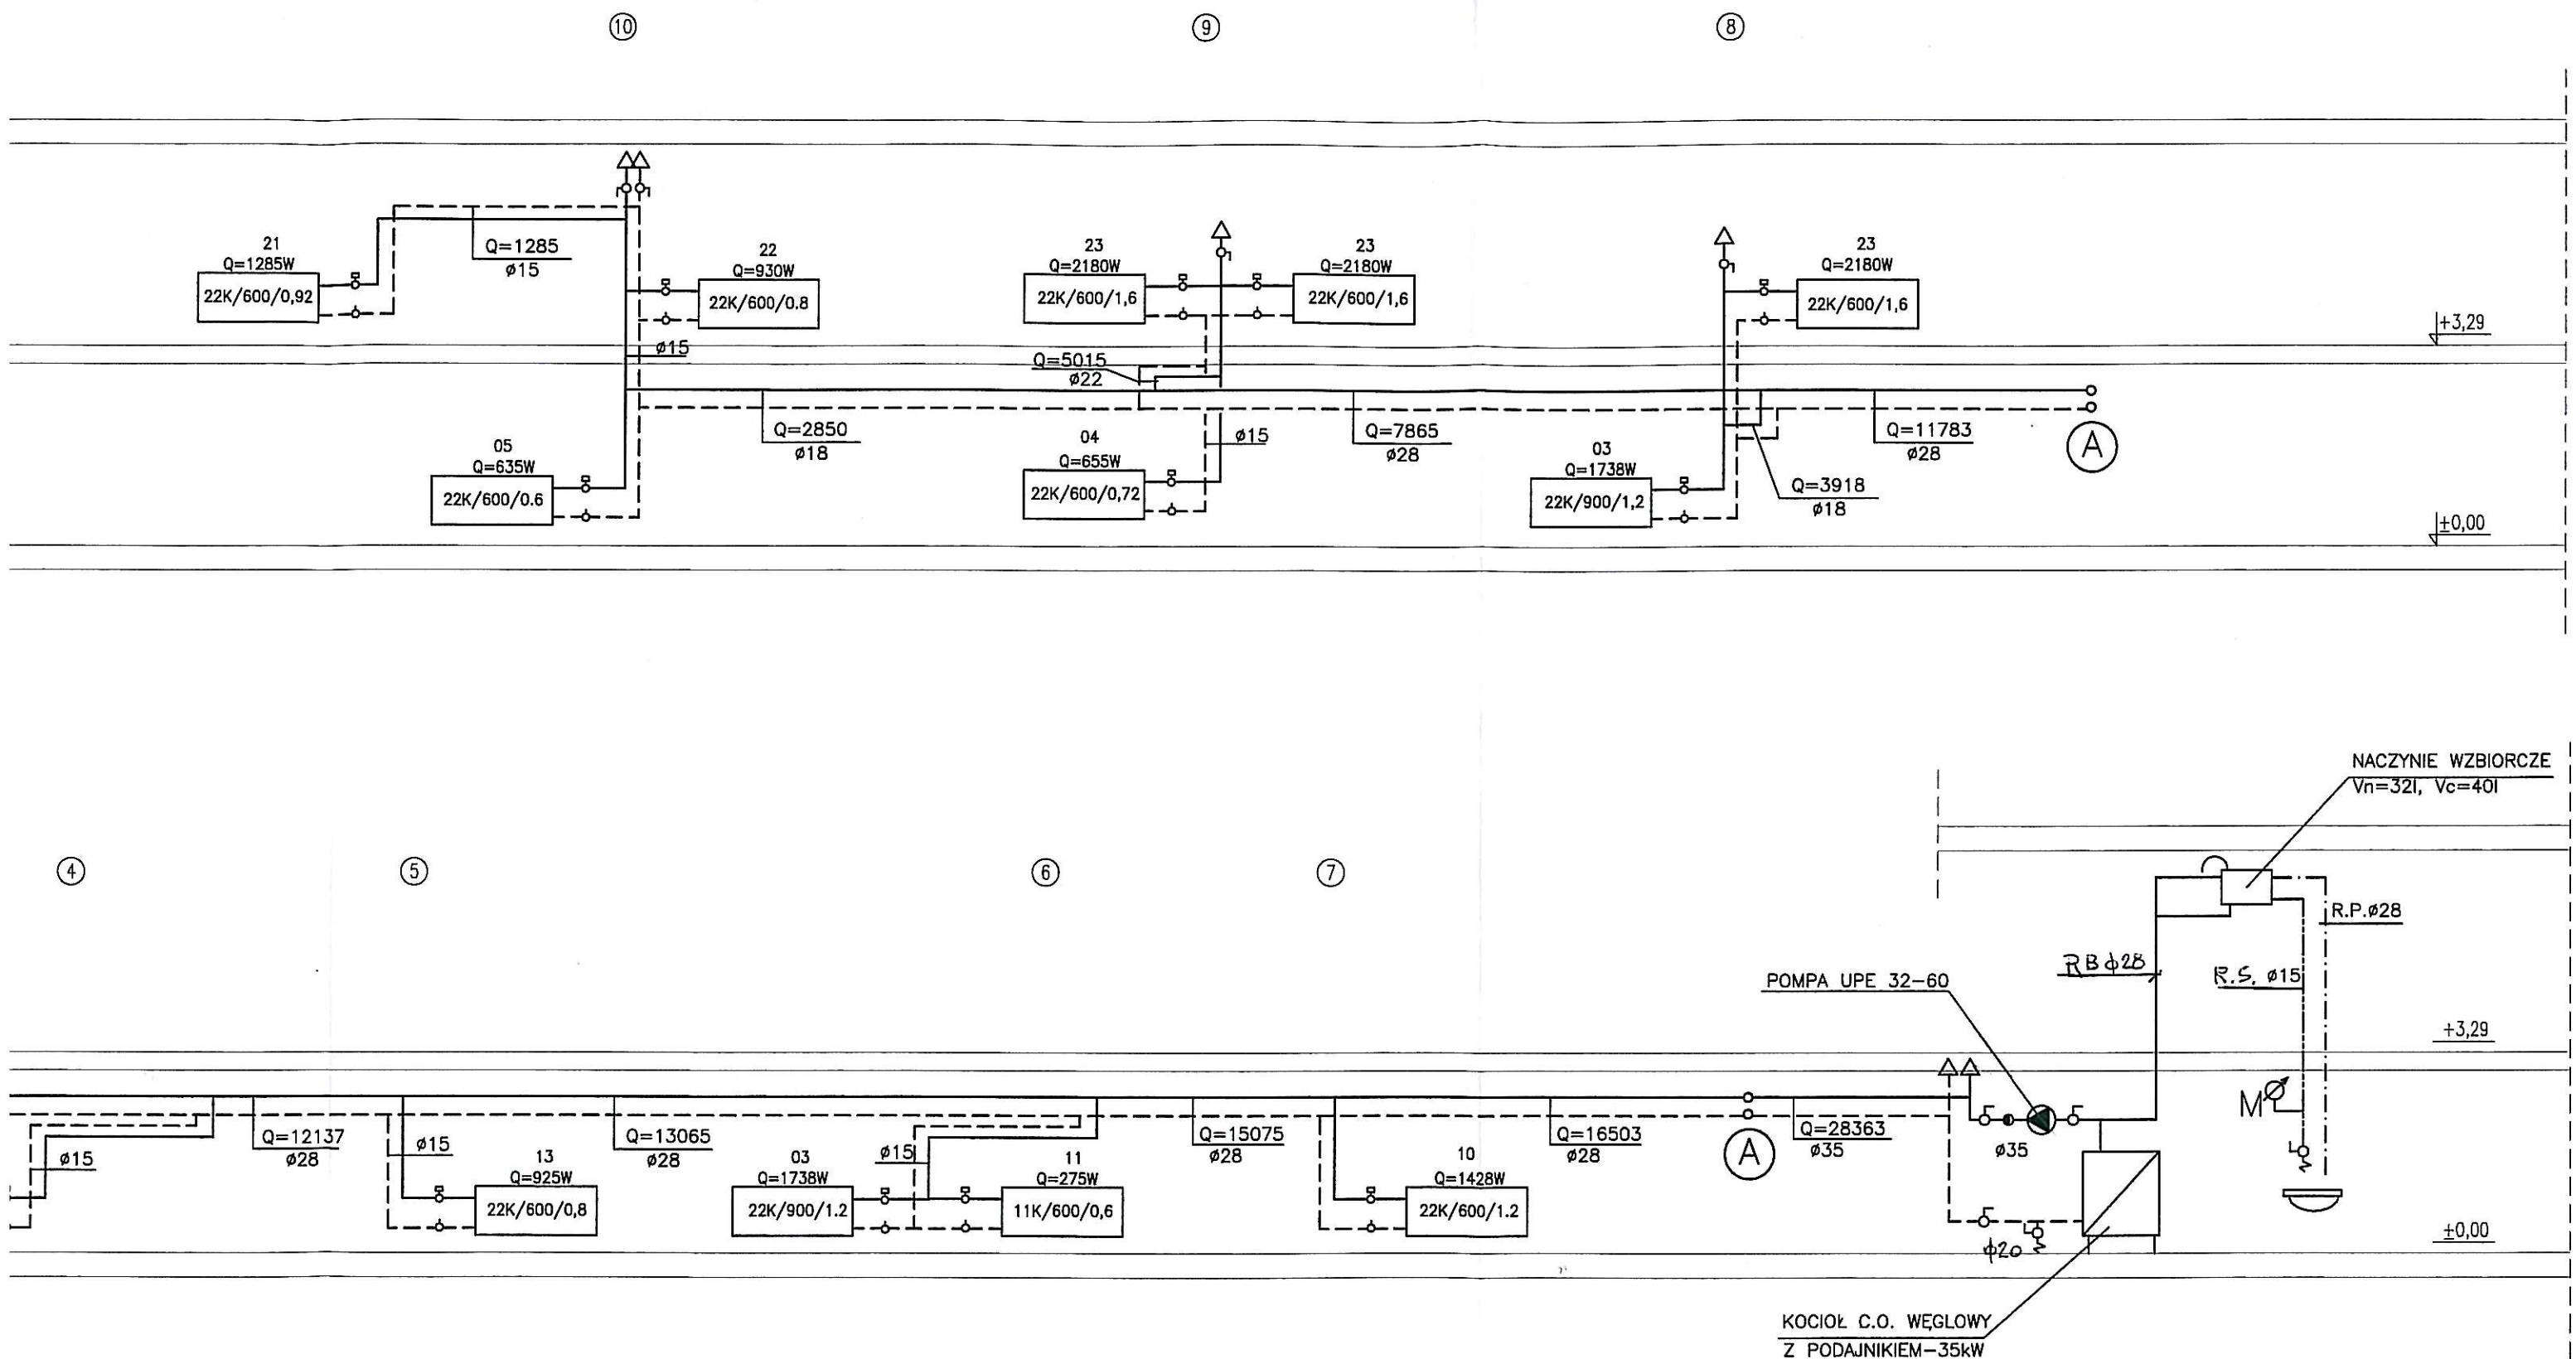 10
9
8
21
Q=1285W
22K/600/0,92
Q=1285
ø15
22
Q=930W
22K/600/0.8
ø15
23
Q=2180W
22K/600/1,6
23
Q=2180W
22K/600/1,6
23
Q=2180W
22K/600/1,6
+3,29
Q=5015
ø22
Q=2850
ø18
05
Q=635W
22K/600/0.6
04
Q=655W
22K/600/0,72
ø15
Q=7865
ø28
03
Q=1738W
22K/900/1,2
Q=3918
ø18
Q=11783
ø28
A
±0,00
NACZYNIE WZBIORCZE
Vn=32l, Vc=40l
4
5
6
7
R.P.ø28
RB ϕ28
R.S. ø15
POMPA UPE 32-60
+3,29
M
ø15
Q=12137
ø28
ø15
13
Q=925W
22K/600/0,8
Q=13065
ø28
03
Q=1738W
22K/900/1.2
ø15
11
Q=275W
11K/600/0,6
Q=15075
ø28
10
Q=1428W
22K/600/1.2
Q=16503
ø28
A
Q=28363
ø35
ø35
ϕ20
±0,00
KOCIOŁ C.O. WĘGLOWY
Z PODAJNIKIEM-35kW